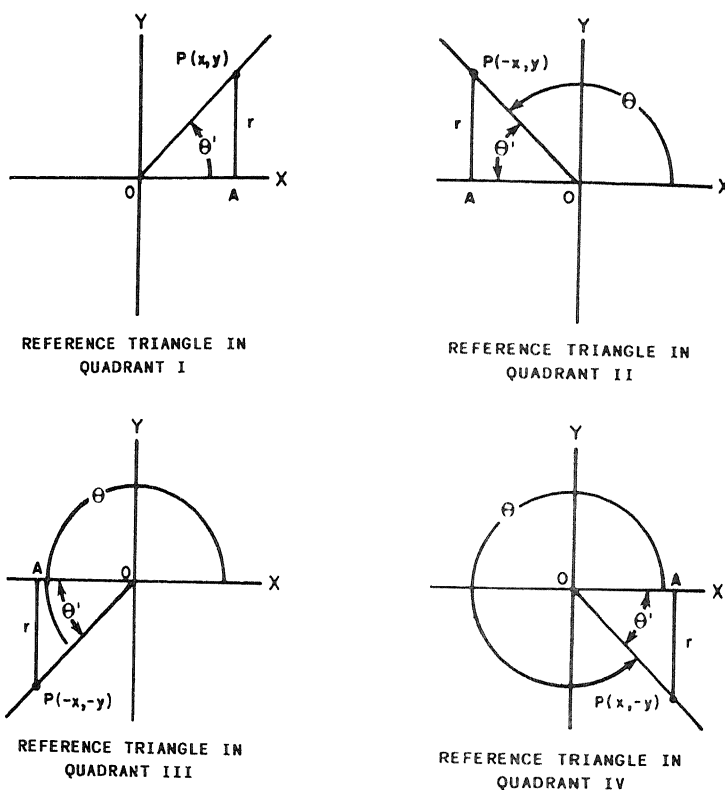 Y
P(x,y)
r
Θ'
O
A
X
REFERENCE TRIANGLE IN
QUADRANT I
Y
P(-x,y)
Θ
r
Θ'
A
O
X
REFERENCE TRIANGLE IN
QUADRANT II
Y
Θ
A
O
X
Θ'
r
P(-x,-y)
REFERENCE TRIANGLE IN
QUADRANT III
Y
Θ
O
A
X
Θ'
r
P(x,-y)
REFERENCE TRIANGLE IN
QUADRANT IV